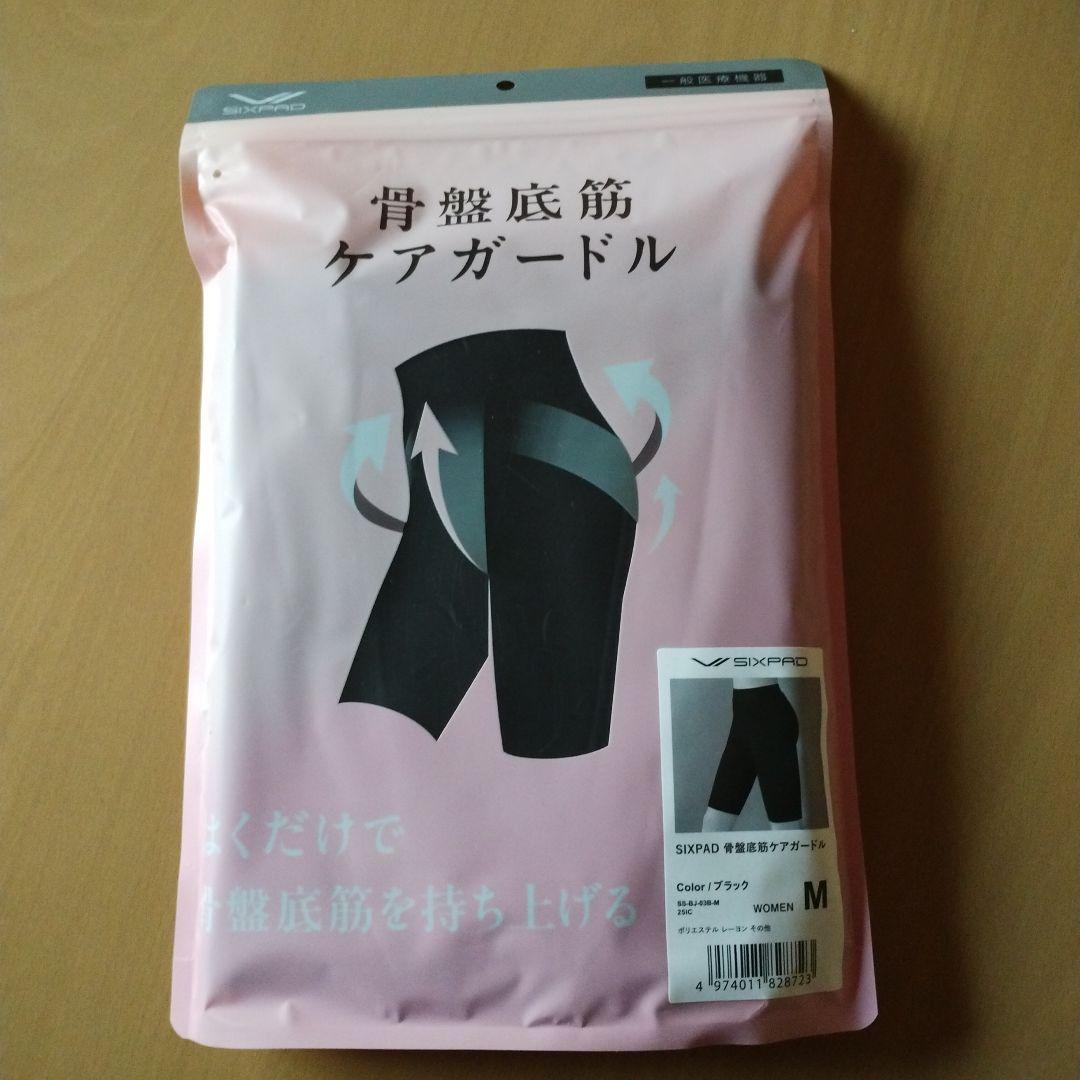 SIXPAD
一般医療機器
骨盤底筋
ケアガードル
はくだけで
骨盤底筋を持ち上げる
SIXPAD
SIXPAD 骨盤底筋ケアガードル
Color / ブラック
SS-BJ-03B-M
25IC
WOMEN M
ポリエステル レーヨン その他
4 974011 828723